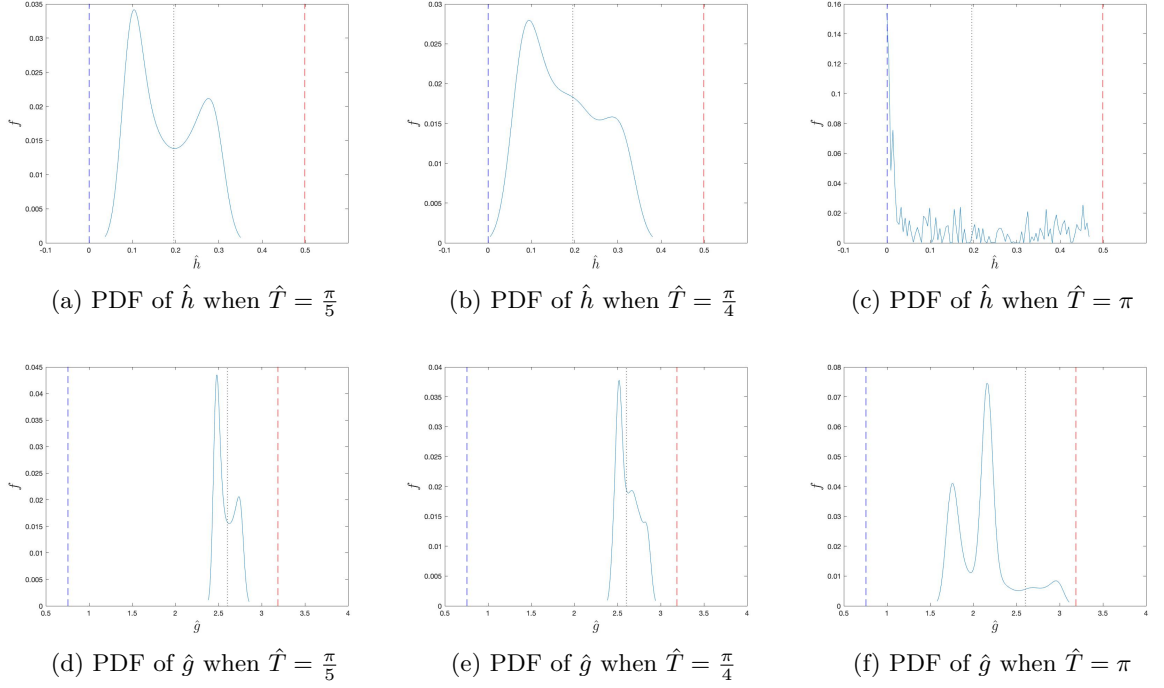 0.035
0.03
0.025
0.02
0.015
0.01
0.005
0
f
-0.1 0 0.1 0.2 0.3 0.4 0.5
ĥ
(a) PDF of ĥ when T̂ = π/5
0.03
0.025
0.02
0.015
0.01
0.005
0
f
-0.1 0 0.1 0.2 0.3 0.4 0.5
ĥ
(b) PDF of ĥ when T̂ = π/4
0.16
0.14
0.12
0.1
0.08
0.06
0.04
0.02
0
f
-0.1 0 0.1 0.2 0.3 0.4 0.5
ĥ
(c) PDF of ĥ when T̂ = π
0.045
0.04
0.035
0.03
0.025
0.02
0.015
0.01
0.005
0
f
0.5 1 1.5 2 2.5 3 3.5 4
ĝ
(d) PDF of ĝ when T̂ = π/5
0.04
0.035
0.03
0.025
0.02
0.015
0.01
0.005
0
f
0.5 1 1.5 2 2.5 3 3.5 4
ĝ
(e) PDF of ĝ when T̂ = π/4
0.08
0.07
0.06
0.05
0.04
0.03
0.02
0.01
0
f
0.5 1 1.5 2 2.5 3 3.5 4
ĝ
(f) PDF of ĝ when T̂ = π